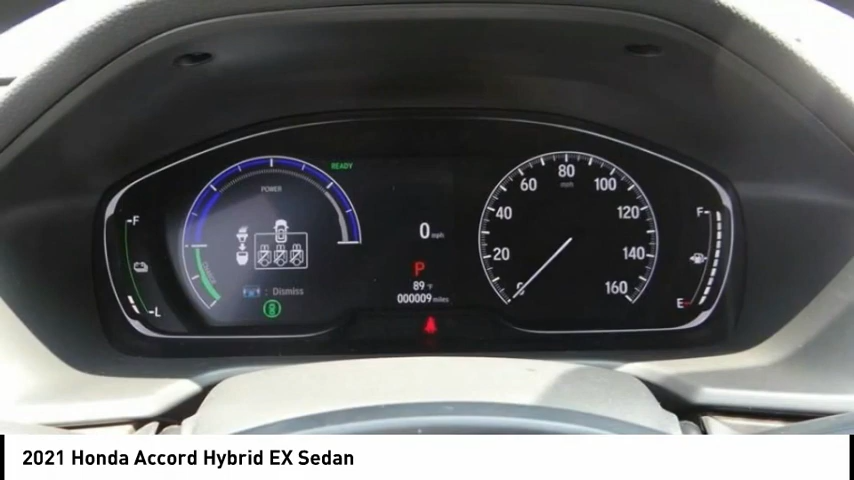 READY
POWER
F
L
CHARGE
: Dismiss
0 mph
P
89 °F
000009 miles
0
20
40
60
80
mph
100
120
140
160
F
E
2021 Honda Accord Hybrid EX Sedan